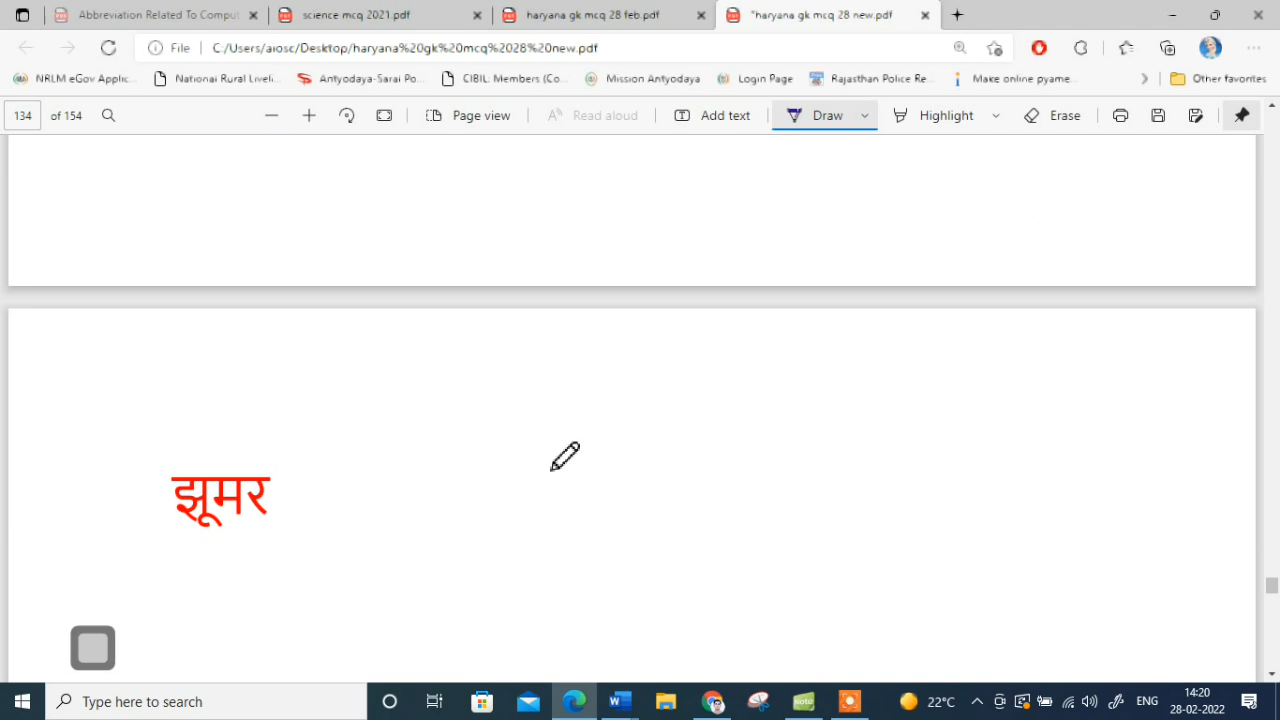 Abbreviation Related To Comput
science mcq 2021.pdf
haryana gk mcq 28 feb.pdf
*haryana gk mcq 28 new.pdf
File
C:/Users/aiosc/Desktop/haryana%20gk%20mcq%2028%20new.pdf
NRLM eGov Applic...
National Rural Liveli...
Antyodaya-Sarai Po...
CIBIL: Members (Co...
Mission Antyodaya
Login Page
Rajasthan Police Re...
Make online pyame...
Other favorites
134 of 154
Page view
Read aloud
Add text
Draw
Highlight
Erase
झूमर
Type here to search
22°C
ENG
14:20
28-02-2022